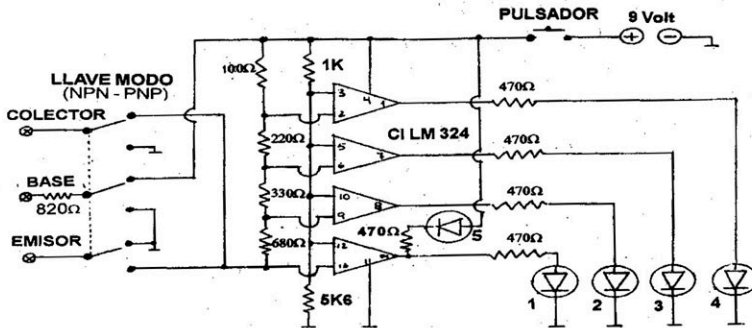 PULSADOR
9 Volt
LLAVE MODO
(NPN - PNP)
COLECTOR
BASE
820Ω
EMISOR
100Ω
1K
220Ω
330Ω
680Ω
5K6
3
2
4
1
CI LM 324
5
6
7
10
9
8
12
13
11
470Ω
5
470Ω
470Ω
470Ω
470Ω
1
2
3
4